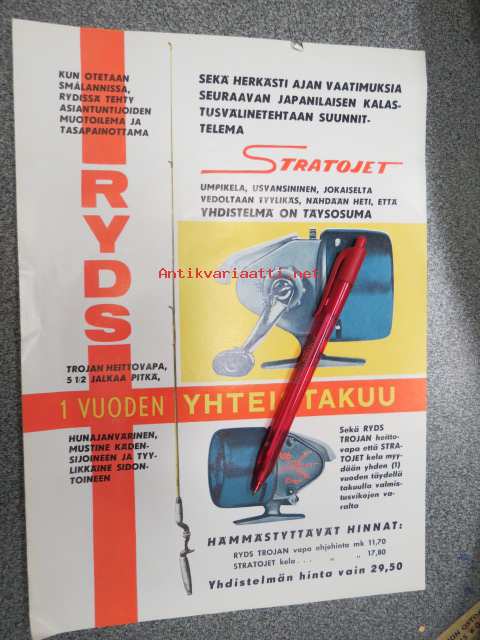 KUN OTETAAN
SMÅLANNISSA,
RYDISSÄ TEHTY
ASIANTUNTIJOIDEN
MUOTOILEMA JA
TASAPAINOTTAMA
RYDS
TROJAN HEITTOVAPA,
5 1/2 JALKAA PITKÄ,
SEKÄ HERKÄSTI AJAN VAATIMUKSIA
SEURAAVAN JAPANILAISEN KALAS-
TUSVÄLINETEHTAAN SUUNNIT-
TELEMA
STRATOJET
UMPIKELA, USVANSININEN, JOKAISELTA
VEDOLTAAN TYYLIKÄS, NÄHDÄÄN HETI, ETTÄ
YHDISTELMÄ ON TÄYSOSUMA
Antikvariaatti.net
1 VUODEN YHTEISTAKUU
HUNAJANVÄRINEN,
MUSTINE KÄDEN-
SIJOINEEN JA TYY-
LIKKÄINE SIDON-
TOINEEN
Sekä RYDS
TROJAN heitto-
vapa että STRA-
TOJET kela myy-
dään yhden (1)
vuoden täydellä
takuulla valmis-
tusvikojen va-
ralta
HÄMMÄSTYTTÄVÄT HINNAT:
RYDS TROJAN vapa ohjehinta mk 11,70
STRATOJET kela . . . „ „ 17,80
Yhdistelmän hinta vain 29,50